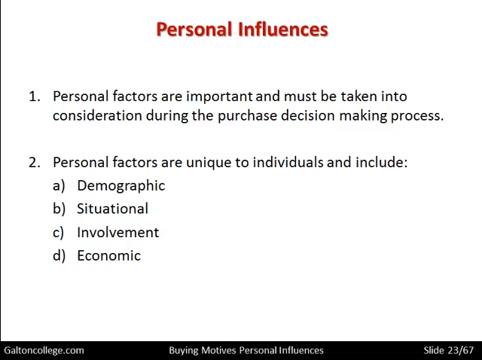 Personal Influences
1. Personal factors are important and must be taken into
consideration during the purchase decision making process.
2. Personal factors are unique to individuals and include:
a) Demographic
b) Situational
c) Involvement
d) Economic
Galtoncollege.com Buying Motives Personal Influences Slide 23/67